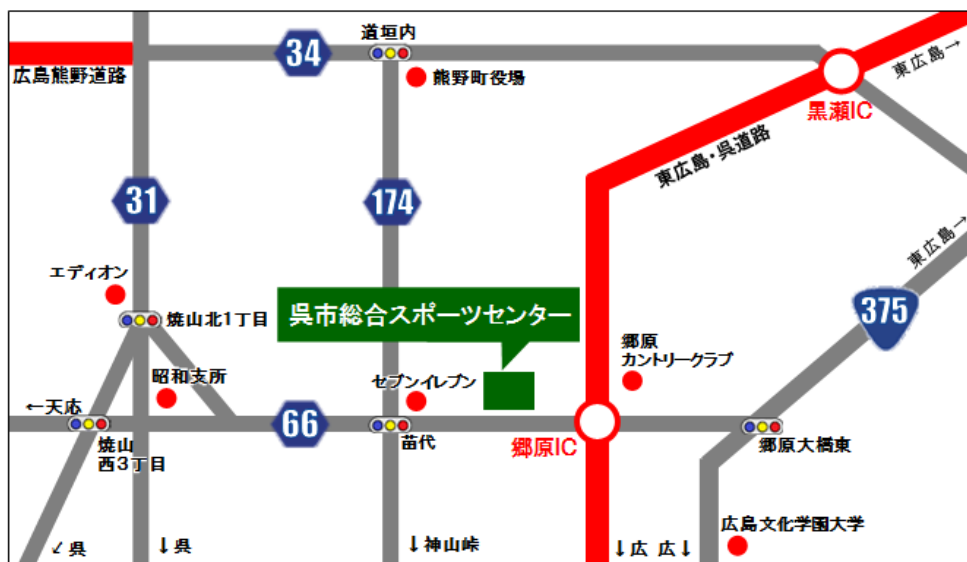 道垣内
34
広島熊野道路
熊野町役場
東広島→
黒瀬IC
東広島・呉道路
31
174
東広島→
エディオン
375
焼山北1丁目
呉市総合スポーツセンター
郷原
カントリークラブ
昭和支所
セブンイレブン
←天応
66
焼山
西3丁目
苗代
郷原IC
郷原大橋東
広島文化学園大学
↙呉
↓呉
↓神山峠
↓広
広↓